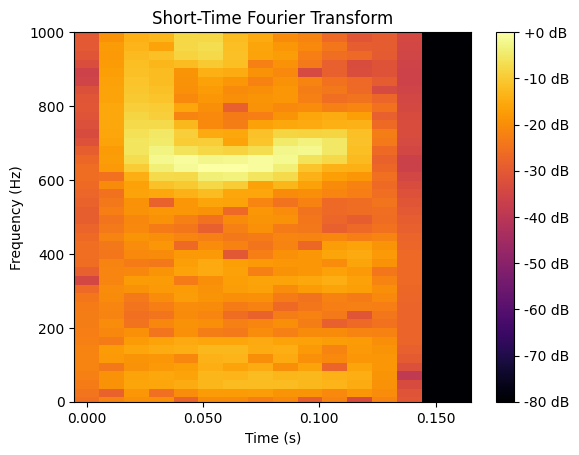 Short-Time Fourier Transform
Frequency (Hz)
1000
800
600
400
200
0
0.000
0.050
0.100
0.150
Time (s)
+0 dB
-10 dB
-20 dB
-30 dB
-40 dB
-50 dB
-60 dB
-70 dB
-80 dB